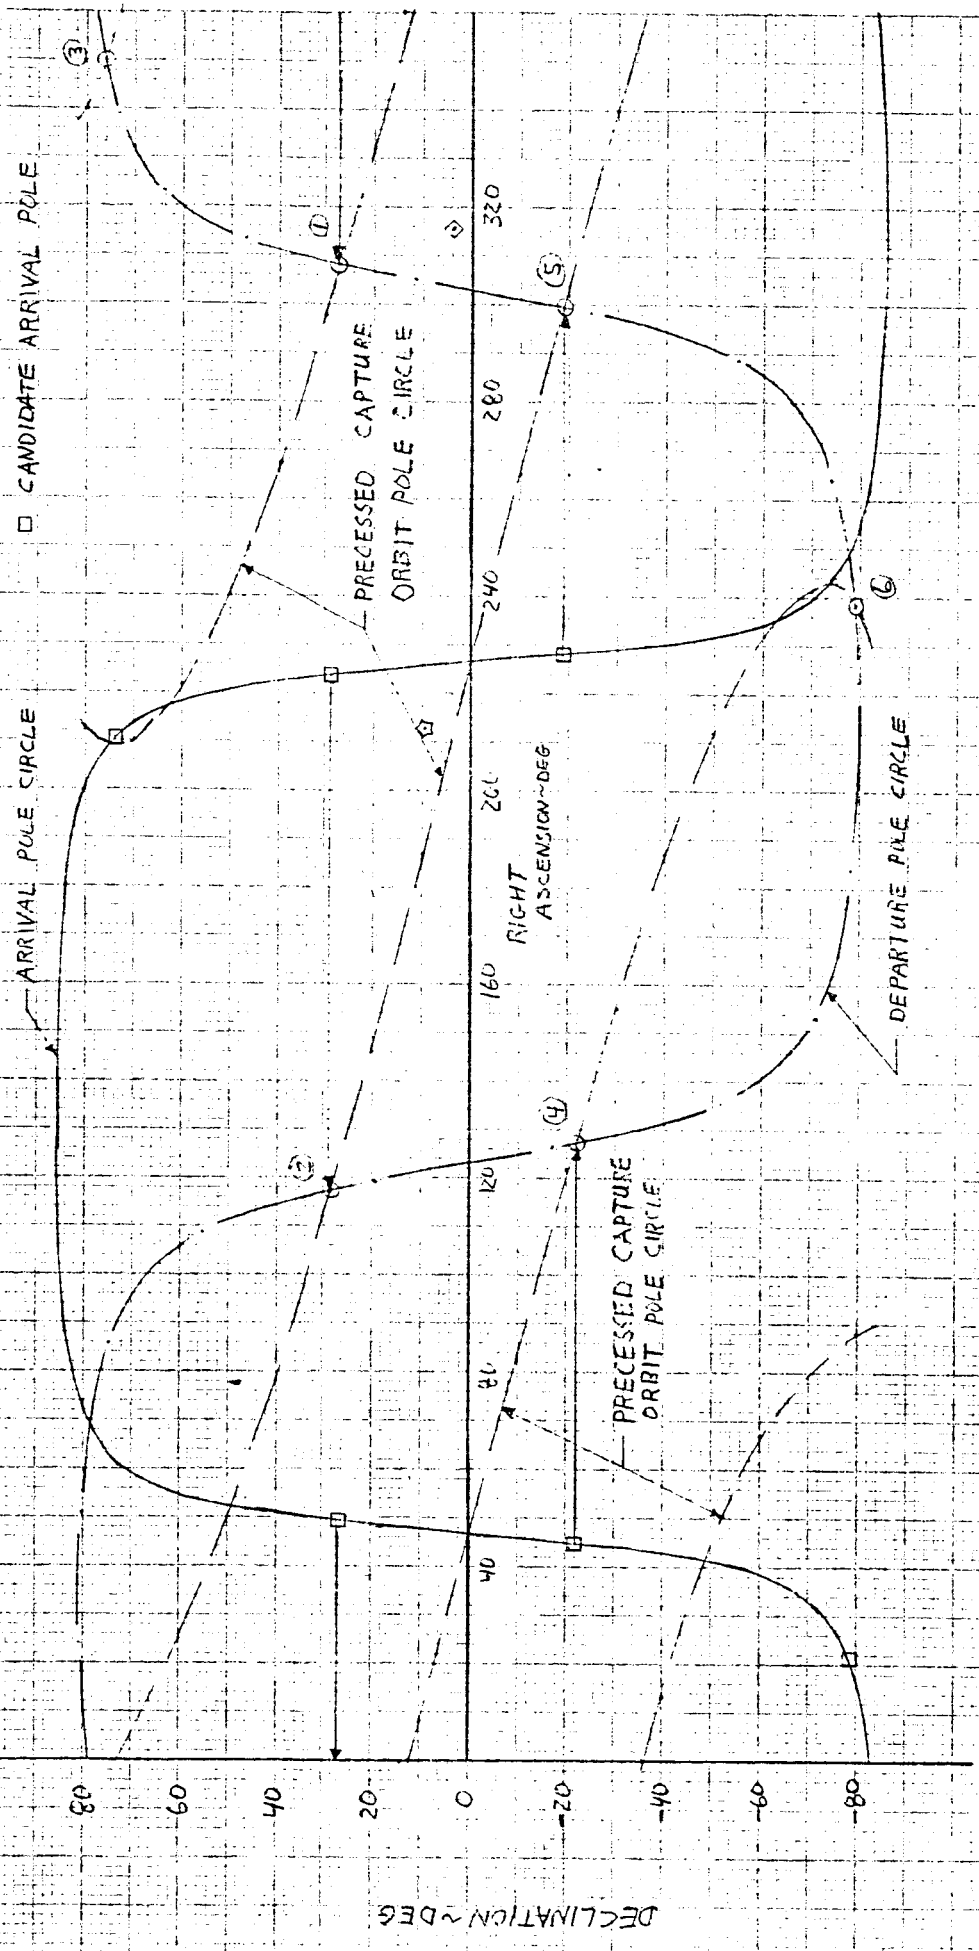 □ CANDIDATE ARRIVAL POLE
ARRIVAL POLE CIRCLE
③
①
⑤
⑥
②
④
PRECESSED CAPTURE
ORBIT POLE CIRCLE
RIGHT
ASCENSION~DEG
DEPARTURE POLE CIRCLE
PRECESSED CAPTURE
ORBIT POLE CIRCLE
40
80
120
160
200
240
280
320
80
60
40
20
0
-20
-40
-60
-80
DECLINATION ~ DEG